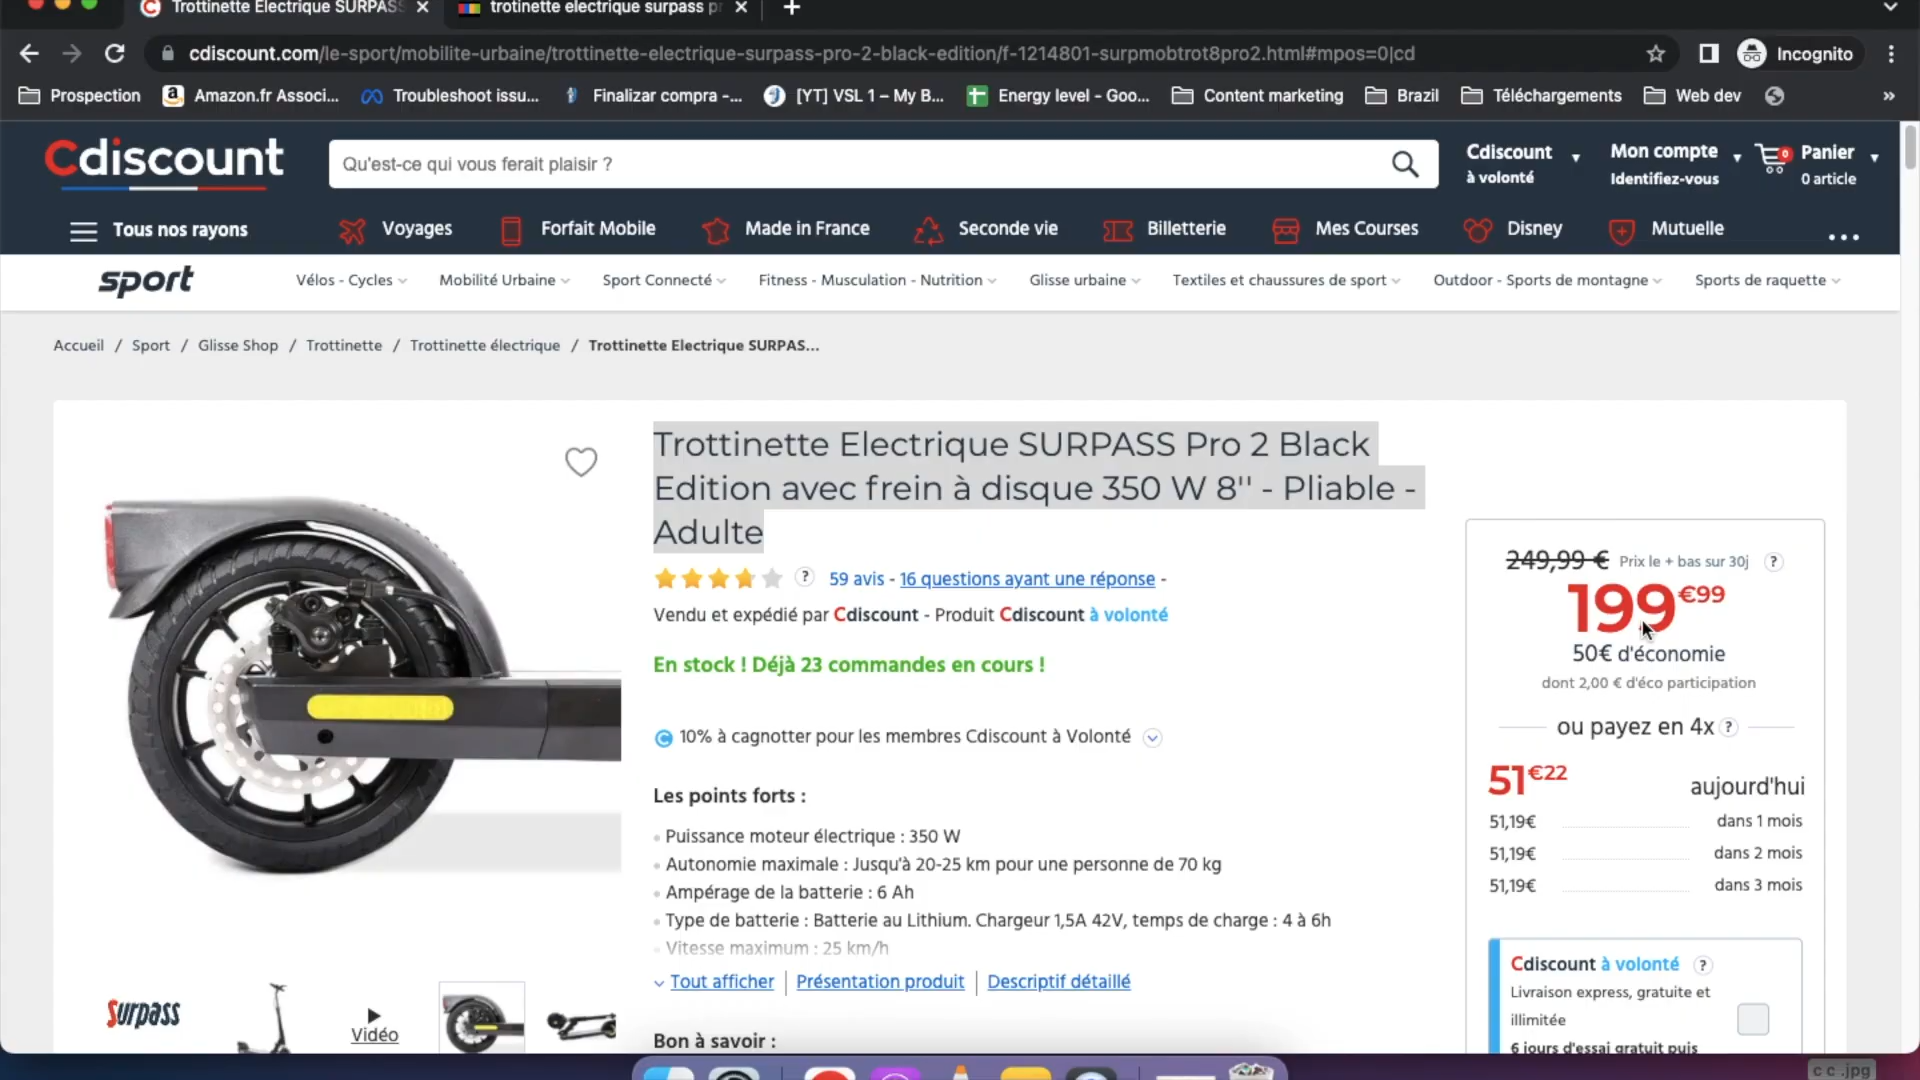 Trottinette Electrique SURPAS
trotinette electrique surpass pr
cdiscount.com/le-sport/mobilite-urbaine/trottinette-electrique-surpass-pro-2-black-edition/f-1214801-surpmobtrot8pro2.html#mpos=0|cd
Incognito
Prospection
Amazon.fr Associ...
Troubleshoot issu...
Finalizar compra -...
[YT] VSL 1 – My B...
Energy level - Goo...
Content marketing
Brazil
Téléchargements
Web dev
»
Cdiscount
Qu'est-ce qui vous ferait plaisir ?
Cdiscount
à volonté
Mon compte
Identifiez-vous
0
Panier
0 article
Tous nos rayons
Voyages
Forfait Mobile
Made in France
Seconde vie
Billetterie
Mes Courses
Disney
Mutuelle
...
sport
Vélos - Cycles
Mobilité Urbaine
Sport Connecté
Fitness - Musculation - Nutrition
Glisse urbaine
Textiles et chaussures de sport
Outdoor - Sports de montagne
Sports de raquette
Accueil / Sport / Glisse Shop / Trottinette / Trottinette électrique / Trottinette Electrique SURPAS...
Trottinette Electrique SURPASS Pro 2 Black
Edition avec frein à disque 350 W 8'' - Pliable -
Adulte
? 59 avis - 16 questions ayant une réponse -
Vendu et expédié par Cdiscount - Produit Cdiscount à volonté
En stock ! Déjà 23 commandes en cours !
10% à cagnotter pour les membres Cdiscount à Volonté
Les points forts :
Puissance moteur électrique : 350 W
Autonomie maximale : Jusqu'à 20-25 km pour une personne de 70 kg
Ampérage de la batterie : 6 Ah
Type de batterie : Batterie au Lithium. Chargeur 1,5A 42V, temps de charge : 4 à 6h
Vitesse maximum : 25 km/h
Tout afficher | Présentation produit | Descriptif détaillé
Bon à savoir :
Surpass
Vidéo
249,99 € Prix le + bas sur 30j ?
199€99
50€ d'économie
dont 2,00 € d'éco participation
ou payez en 4x ?
51€22 aujourd'hui
51,19€ dans 1 mois
51,19€ dans 2 mois
51,19€ dans 3 mois
Cdiscount à volonté ?
Livraison express, gratuite et
illimitée
6 jours d'essai gratuit puis
c c .jpg